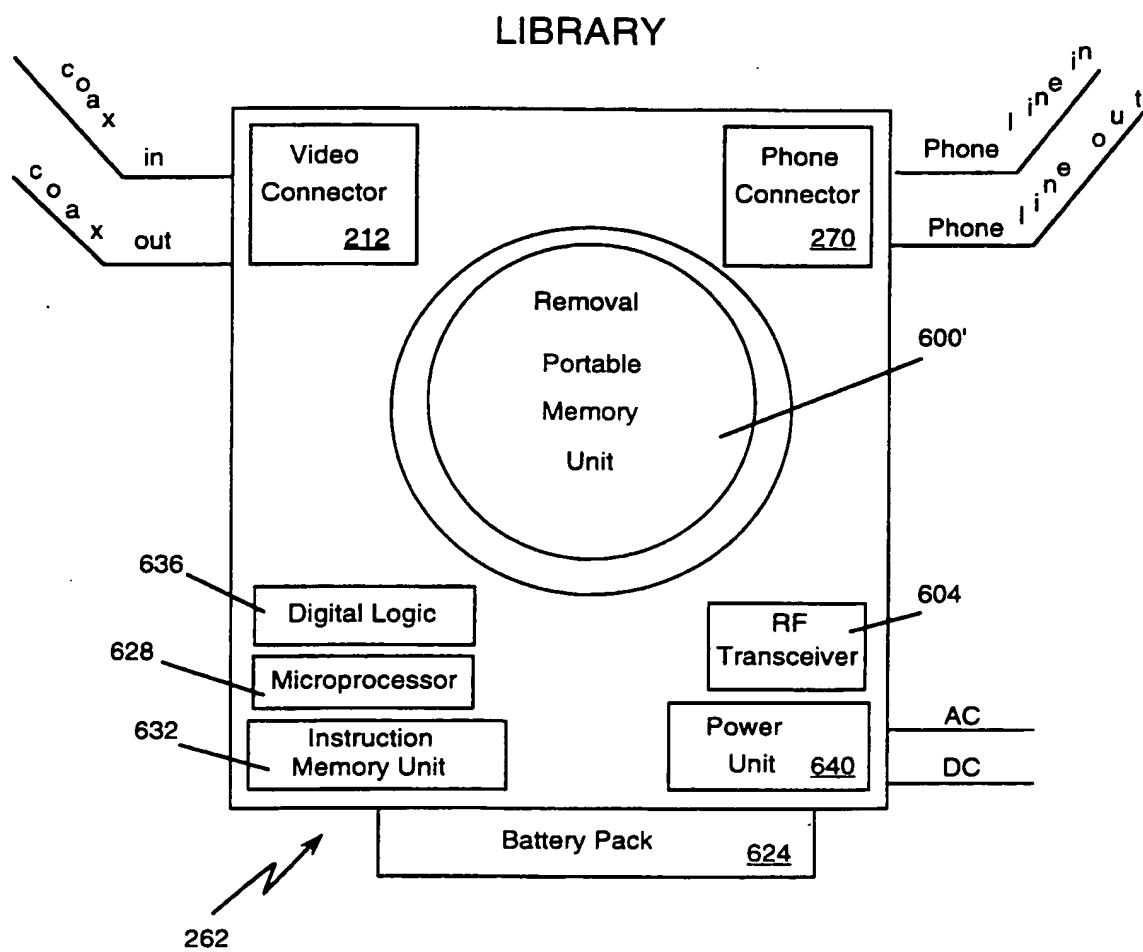 LIBRARY
coax in
coax out
Video
Connector
212
Phone
Connector
270
Phone line in
Phone line out
Removal
Portable
Memory
Unit
600'
636
Digital Logic
628
Microprocessor
632
Instruction
Memory Unit
604
RF
Transceiver
Power
Unit 640
AC
DC
Battery Pack 624
262